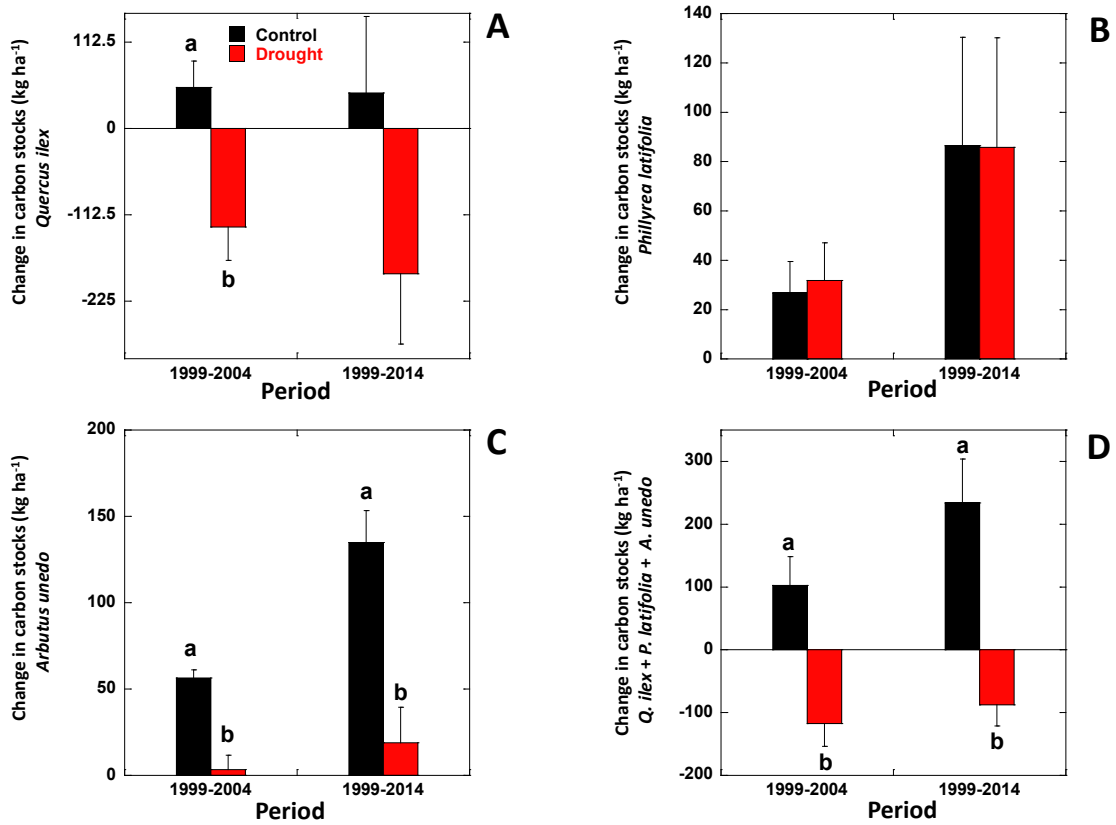 A
Change in carbon stocks (kg ha⁻¹)
Quercus ilex
112.5
0
-112.5
-225
Control
Drought
a
b
1999-2004
1999-2014
Period
B
Change in carbon stocks (kg ha⁻¹)
Phillyrea latifolia
140
120
100
80
60
40
20
0
1999-2004
1999-2014
Period
C
Change in carbon stocks (kg ha⁻¹)
Arbutus unedo
200
150
100
50
0
a
b
a
b
1999-2004
1999-2014
Period
D
Change in carbon stocks (kg ha⁻¹)
Q. ilex + P. latifolia + A. unedo
300
200
100
0
-100
-200
a
b
a
b
1999-2004
1999-2014
Period